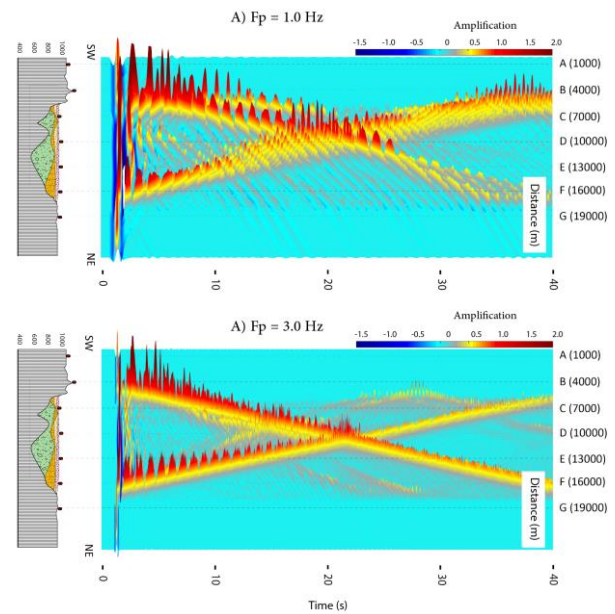 A) Fp = 1.0 Hz
Amplification
-1.5 -1.0 -0.5 0 0.5 1.0 1.5 2.0
400 600 800 1000
SW
NE
A (1000)
B (4000)
C (7000)
D (10000)
E (13000)
F (16000)
G (19000)
Distance (m)
0 10 20 30 40
A) Fp = 3.0 Hz
Amplification
-1.5 -1.0 -0.5 0 0.5 1.0 1.5 2.0
400 600 800 1000
SW
NE
A (1000)
B (4000)
C (7000)
D (10000)
E (13000)
F (16000)
G (19000)
Distance (m)
0 10 20 30 40
Time (s)